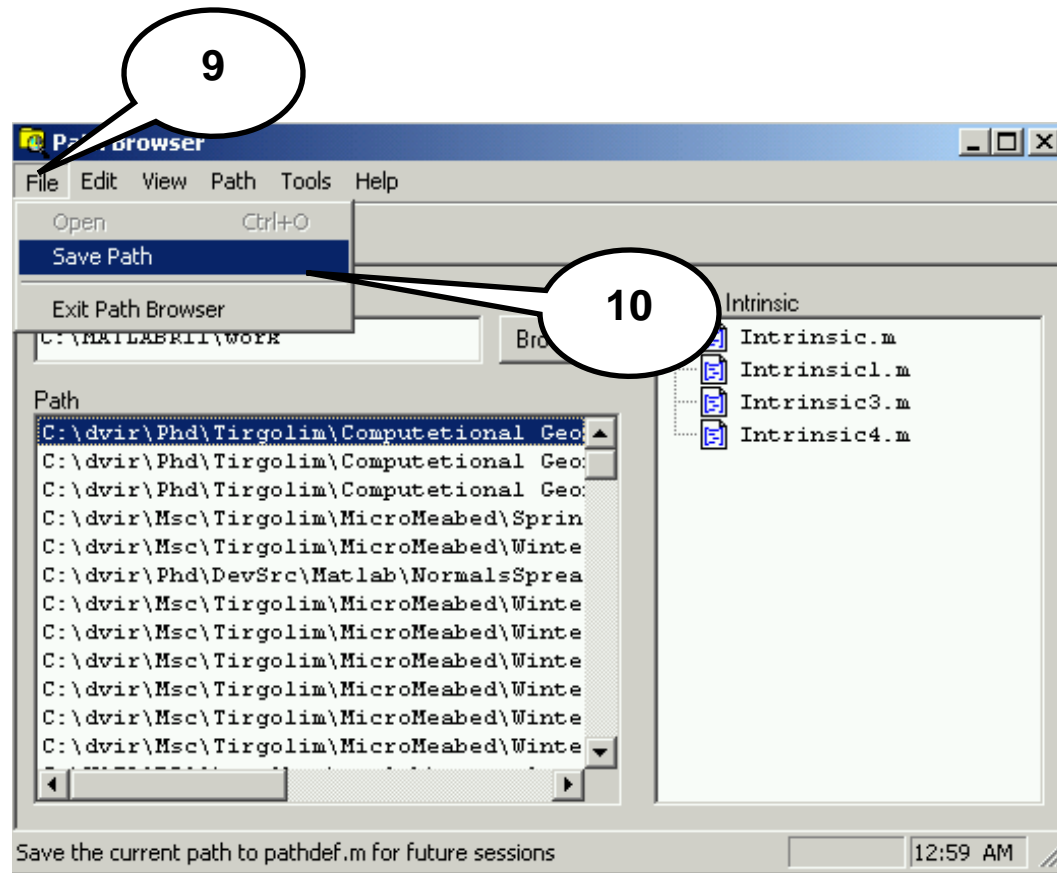 9
Path Browser
File Edit View Path Tools Help
Open Ctrl+O
Save Path
Exit Path Browser
10
Intrinsic
C:\MATLABR11\work
Bro
Intrinsic.m
Intrinsic1.m
Intrinsic3.m
Intrinsic4.m
Path
C:\dvir\Phd\Tirgolim\Computetional Geo
C:\dvir\Phd\Tirgolim\Computetional Geo
C:\dvir\Phd\Tirgolim\Computetional Geo
C:\dvir\Msc\Tirgolim\MicroMeabed\Sprin
C:\dvir\Msc\Tirgolim\MicroMeabed\Winte
C:\dvir\Phd\DevSrc\Matlab\NormalsSprea
C:\dvir\Msc\Tirgolim\MicroMeabed\Winte
C:\dvir\Msc\Tirgolim\MicroMeabed\Winte
C:\dvir\Msc\Tirgolim\MicroMeabed\Winte
C:\dvir\Msc\Tirgolim\MicroMeabed\Winte
C:\dvir\Msc\Tirgolim\MicroMeabed\Winte
C:\dvir\Msc\Tirgolim\MicroMeabed\Winte
Save the current path to pathdef.m for future sessions
12:59 AM